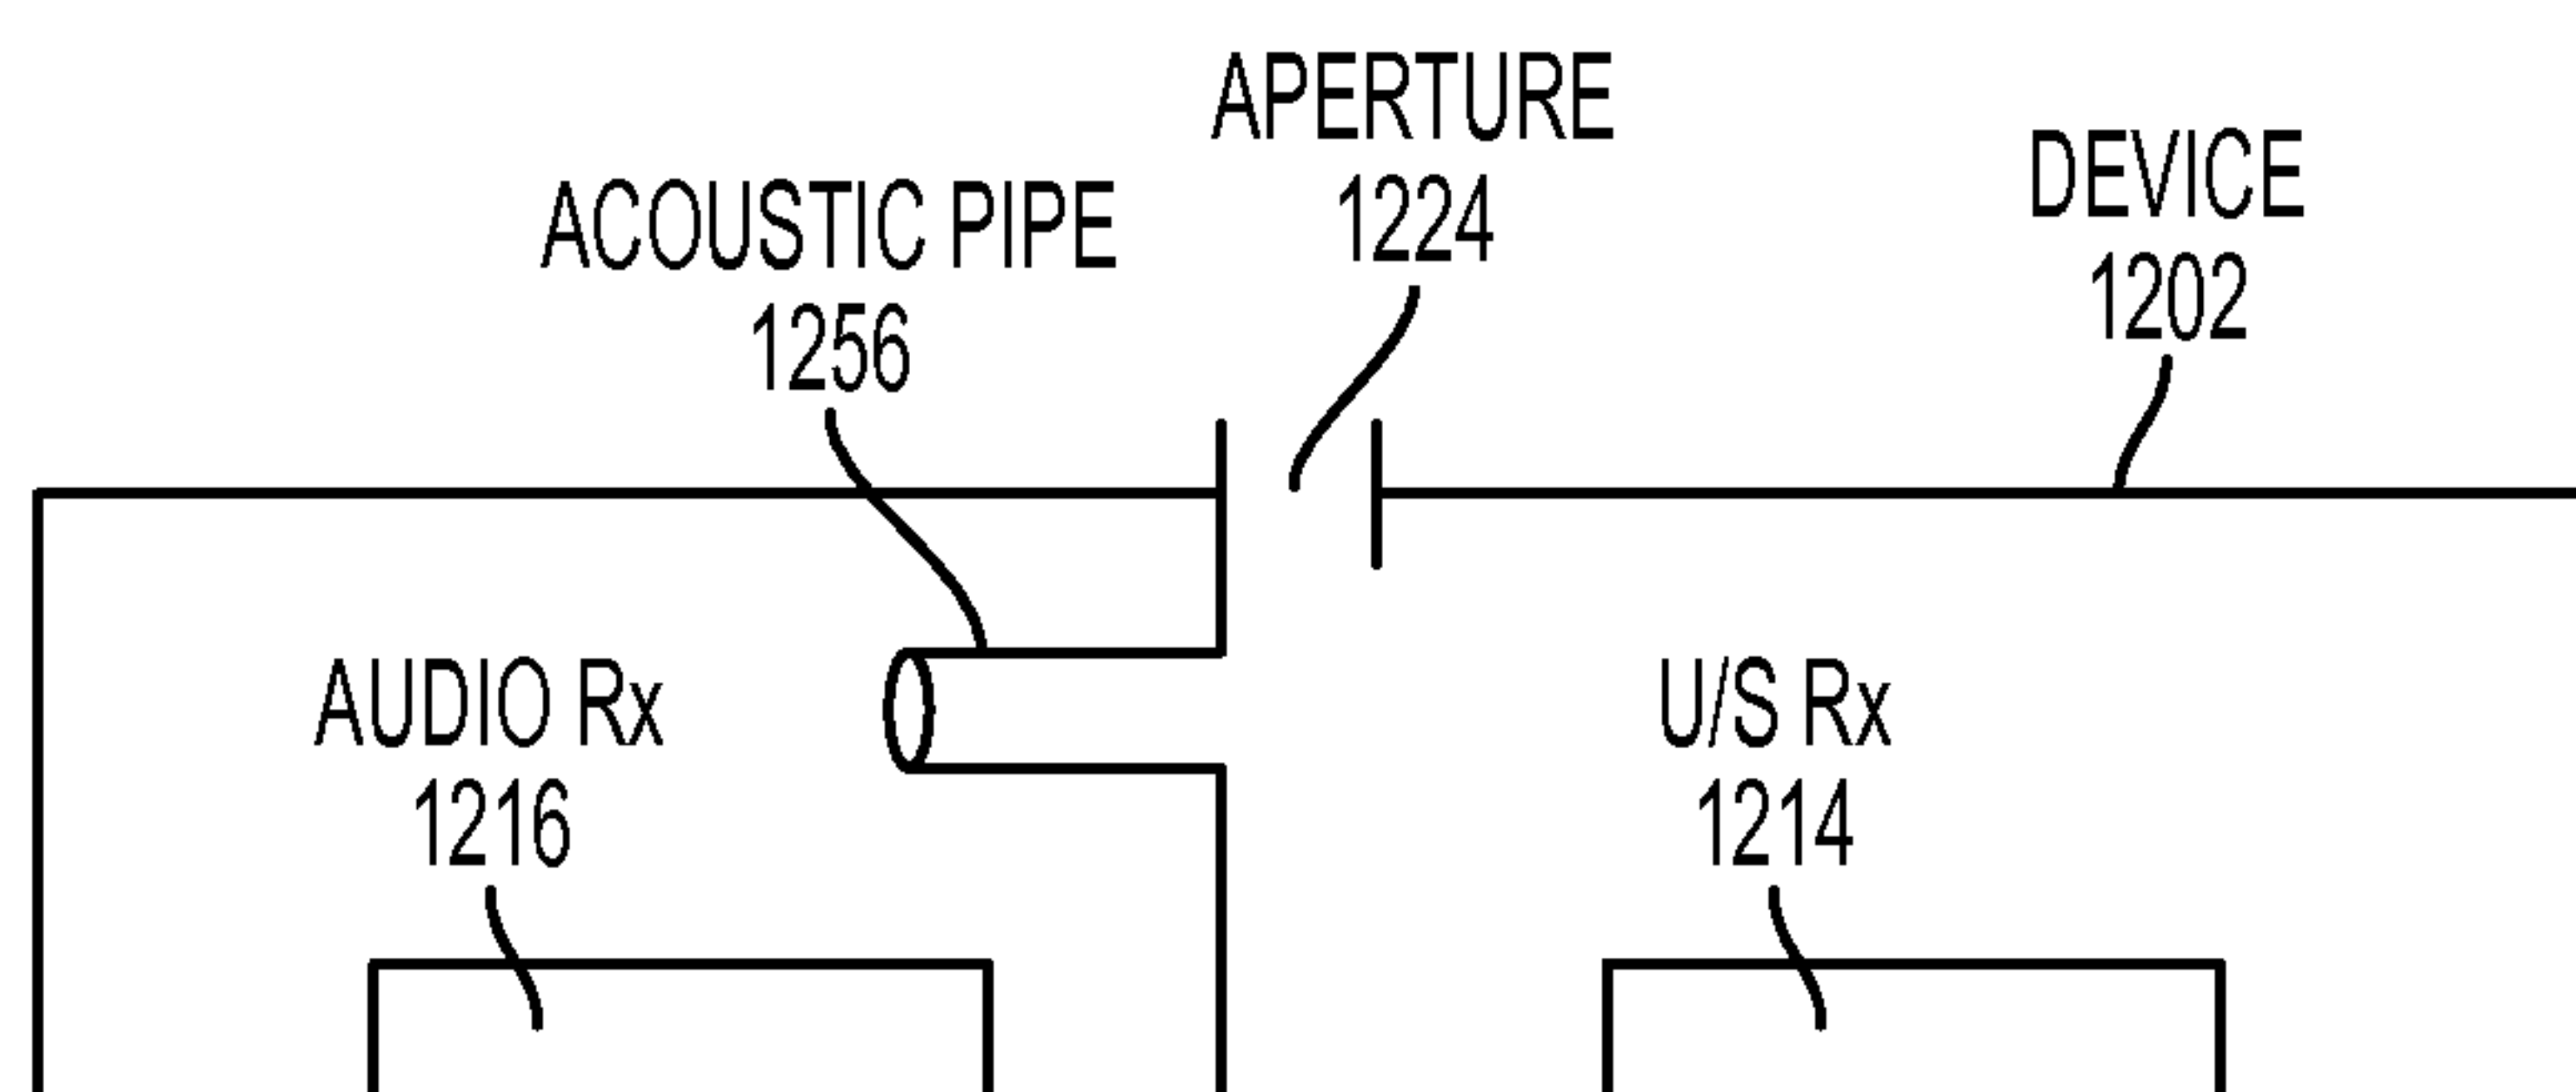 APERTURE
1224
DEVICE
1202
ACOUSTIC PIPE
1256
AUDIO Rx
1216
U/S Rx
1214